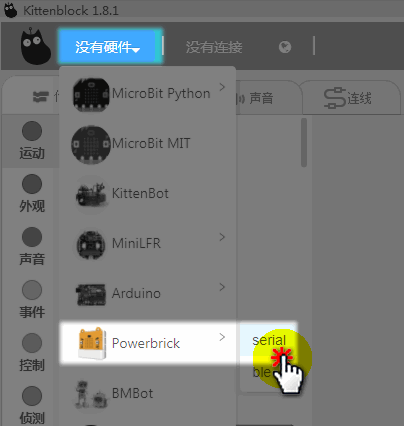 Kittenblock 1.8.1
没有硬件
没有连接
声音
连线
运动
外观
声音
事件
控制
侦测
MicroBit Python
MicroBit MIT
KittenBot
MiniLFR
Arduino
Powerbrick
BMBot
serial
ble